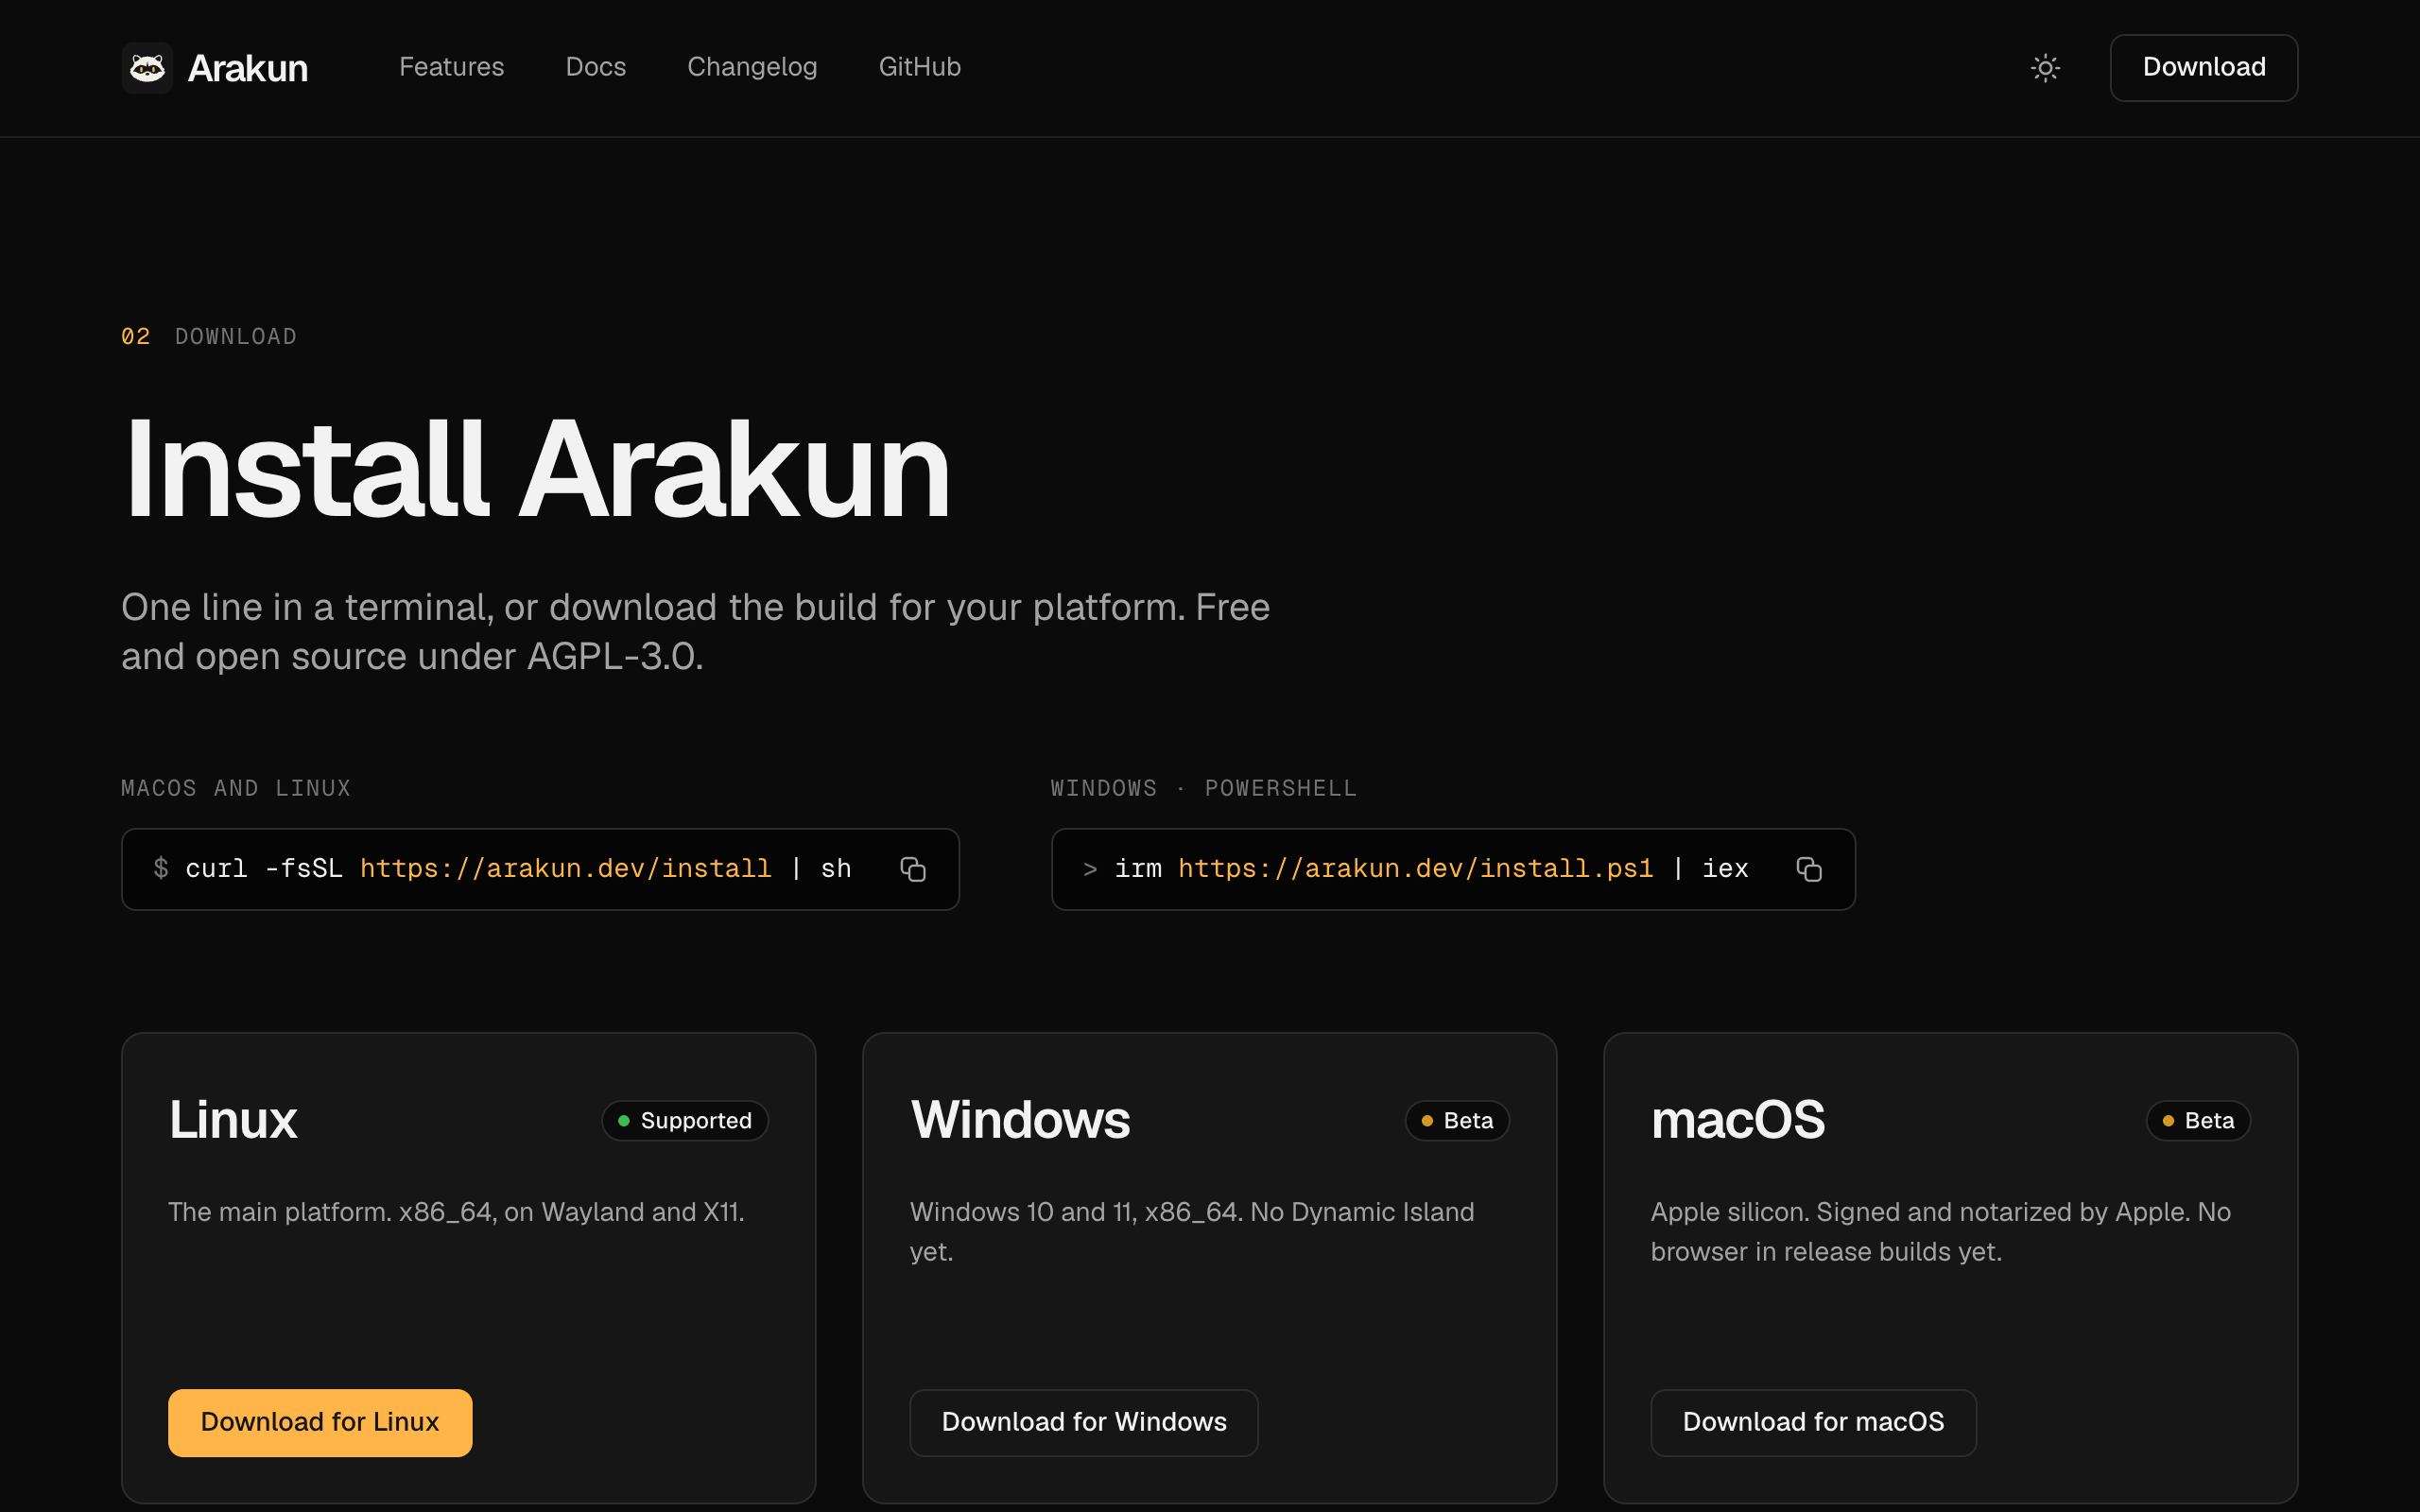 Arakun
Features
Docs
Changelog
GitHub
Download
02 DOWNLOAD
Install Arakun
One line in a terminal, or download the build for your platform. Free
and open source under AGPL-3.0.
MACOS AND LINUX
$ curl -fsSL https://arakun.dev/install | sh
WINDOWS · POWERSHELL
> irm https://arakun.dev/install.ps1 | iex
Linux
Supported
The main platform. x86_64, on Wayland and X11.
Download for Linux
Windows
Beta
Windows 10 and 11, x86_64. No Dynamic Island
yet.
Download for Windows
macOS
Beta
Apple silicon. Signed and notarized by Apple. No
browser in release builds yet.
Download for macOS